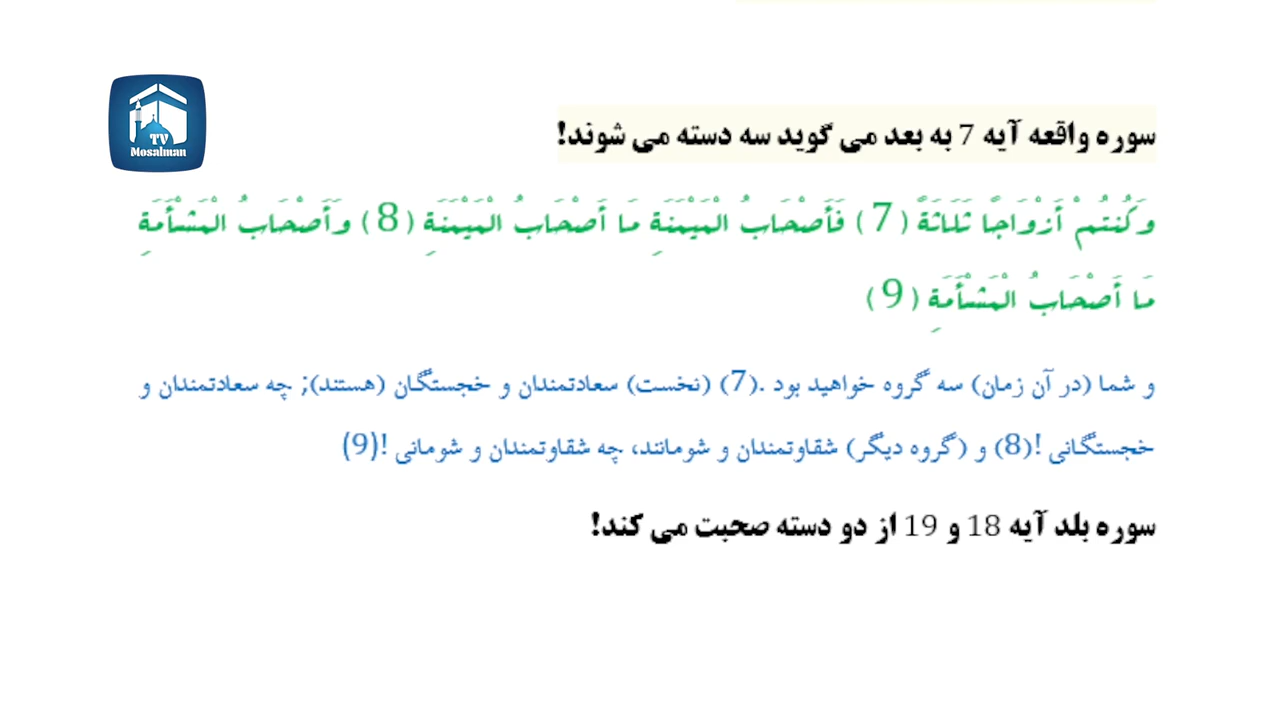 TV
Mosalman
سوره واقعه آیه 7 به بعد می گوید سه دسته می شوند!
وَكُنتُمْ أَزْوَاجًا ثَلَاثَةً (7) فَأَصْحَابُ الْمَيْمَنَةِ مَا أَصْحَابُ الْمَيْمَنَةِ (8) وَأَصْحَابُ الْمَشْأَمَةِ
مَا أَصْحَابُ الْمَشْأَمَةِ (9)
و شما (در آن زمان) سه گروه خواهید بود .(7) (نخست) سعادتمندان و خجستگان (هستند); چه سعادتمندان و
خجستگانی !(8) و (گروه دیگر) شقاوتمندان و شومانند، چه شقاوتمندان و شومانی !(9)
سوره بلد آیه 18 و 19 از دو دسته صحبت می کند!